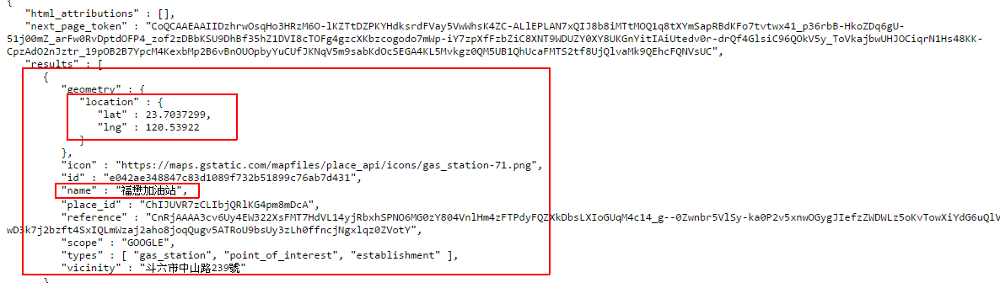 {
"html_attributions" : [],
"next_page_token" : "CoQCAAEAAIIDzhrwOsqHo3HRzM6O-lKZTtDZPKYHdksrdFVay5VwWhsK4ZC-ALlEPLAN7xQIJ8b8iMTtMOQ1q8tXYmSapRBdKFo7tvtwx41_p36rbB-HkoZDq6gU-
51j00mZ_arFw0RvDptdOFP4_zof2zDBbKSU9DhBf35hZ1DVI8cTOFg4gzcXKbzcogodo7mWp-iY7zpXfFzbZiC8XNT9WDUZY0XY8UKGnYitIAiUtedv0r-drQf4GlsiC96QOkV5y_ToVkajbwUHJOCiqrN1Hs48KK-
CpzAdO2nJztr_19pOB2B7YpcM4KexbMp2B6vBnOUOpbyYuCUfJKNqV5m9sabKdOcSEGA4KL5Mvkgz0QM5UB1QhUcaFMTS2tf8UjQlvaMk9QEhcFQNVsUC",
"results" : [
{
"geometry" : {
"location" : {
"lat" : 23.7037299,
"lng" : 120.53922
}
},
"icon" : "https://maps.gstatic.com/mapfiles/place_api/icons/gas_station-71.png",
"id" : "e042ae348847c83d1089f732b51899c76ab7d431",
"name" : "福懋加油站",
"place_id" : "ChIJUVR7zCLIbjQRlKG4pm8mDcA",
"reference" : "CnRjAAAA3cv6Uy4EW322XsFMT7HdVL14yjRbxhSPNO6MG0zY804VnlHm4zFTPdyFQZXkDbsLXIoGUqM4c14_g--0Zwnbr5VlSy-ka0P2v5xnwOGygJIefzZWDWLz5oKvTowXiYdG6uQlV
wD3k7j2bzft4SxIQLmWzaj2aho8joqQugv5ATRoU9bsUy3zLh0ffncjNgxlqz0ZVotY",
"scope" : "GOOGLE",
"types" : [ "gas_station", "point_of_interest", "establishment" ],
"vicinity" : "斗六市中山路239號"
}